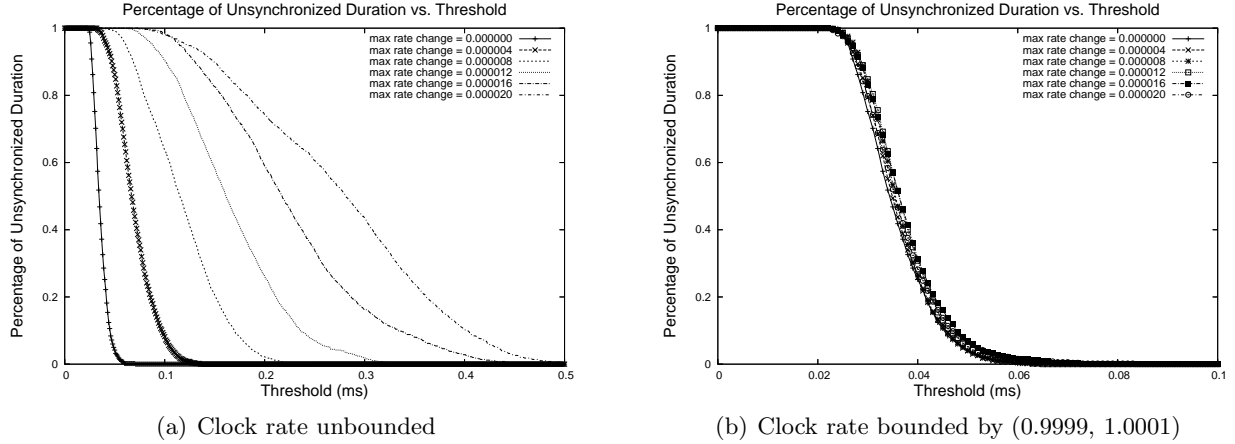 Percentage of Unsynchronized Duration vs. Threshold
max rate change = 0.000000
max rate change = 0.000004
max rate change = 0.000008
max rate change = 0.000012
max rate change = 0.000016
max rate change = 0.000020
Percentage of Unsynchronized Duration
1
0.8
0.6
0.4
0.2
0
0 0.1 0.2 0.3 0.4 0.5
Threshold (ms)
(a) Clock rate unbounded
Percentage of Unsynchronized Duration vs. Threshold
max rate change = 0.000000
max rate change = 0.000004
max rate change = 0.000008
max rate change = 0.000012
max rate change = 0.000016
max rate change = 0.000020
Percentage of Unsynchronized Duration
1
0.8
0.6
0.4
0.2
0
0 0.02 0.04 0.06 0.08 0.1
Threshold (ms)
(b) Clock rate bounded by (0.9999, 1.0001)